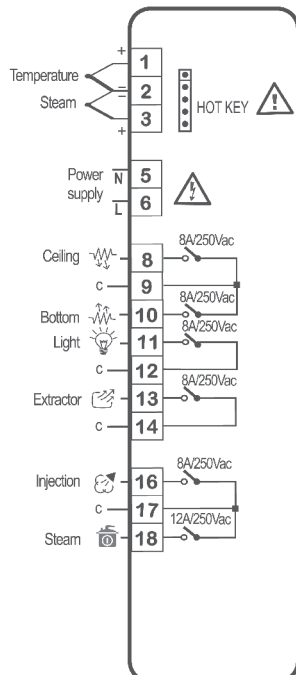 + 1
Temperature
− 2
−
Steam
+ 3
HOT KEY
Power supply
N 5
L 6
Ceiling 8 8A/250Vac
C 9
Bottom 10 8A/250Vac
Light 11 8A/250Vac
C 12
Extractor 13 8A/250Vac
C 14
Injection 16 8A/250Vac
C 17
Steam 18 12A/250Vac